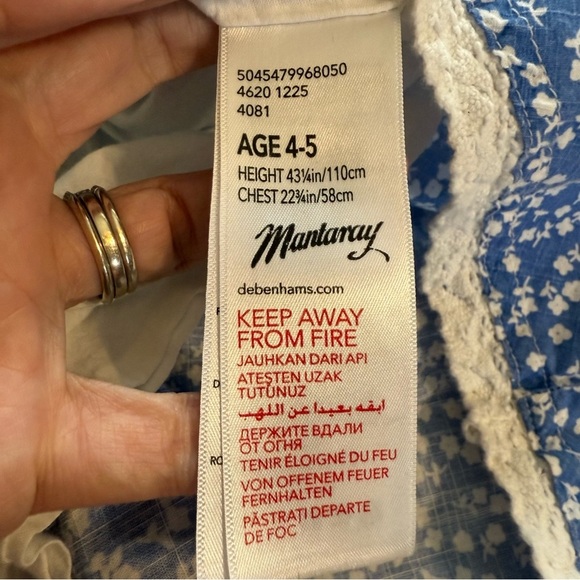 5045479968050
4620 1225
4081
AGE 4-5
HEIGHT 43¼in/110cm
CHEST 22¾in/58cm
Mantaray
debenhams.com
KEEP AWAY
FROM FIRE
JAUHKAN DARI API
ATEŞTEN UZAK
TUTUNUZ
ابقه بعيدا عن اللهب
ДЕРЖИТЕ ВДАЛИ
ОТ ОГНЯ
TENIR ÉLOIGNÉ DU FEU
VON OFFENEM FEUER
FERNHALTEN
PĂSTRAȚI DEPARTE
DE FOC